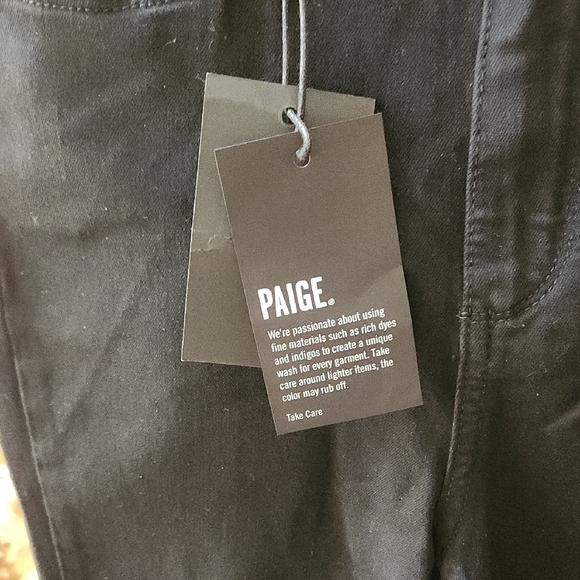 PAIGE®
We're passionate about using
fine materials such as rich dyes
and indigos to create a unique
wash for every garment. Take
care around lighter items, the
color may rub off.
Take Care